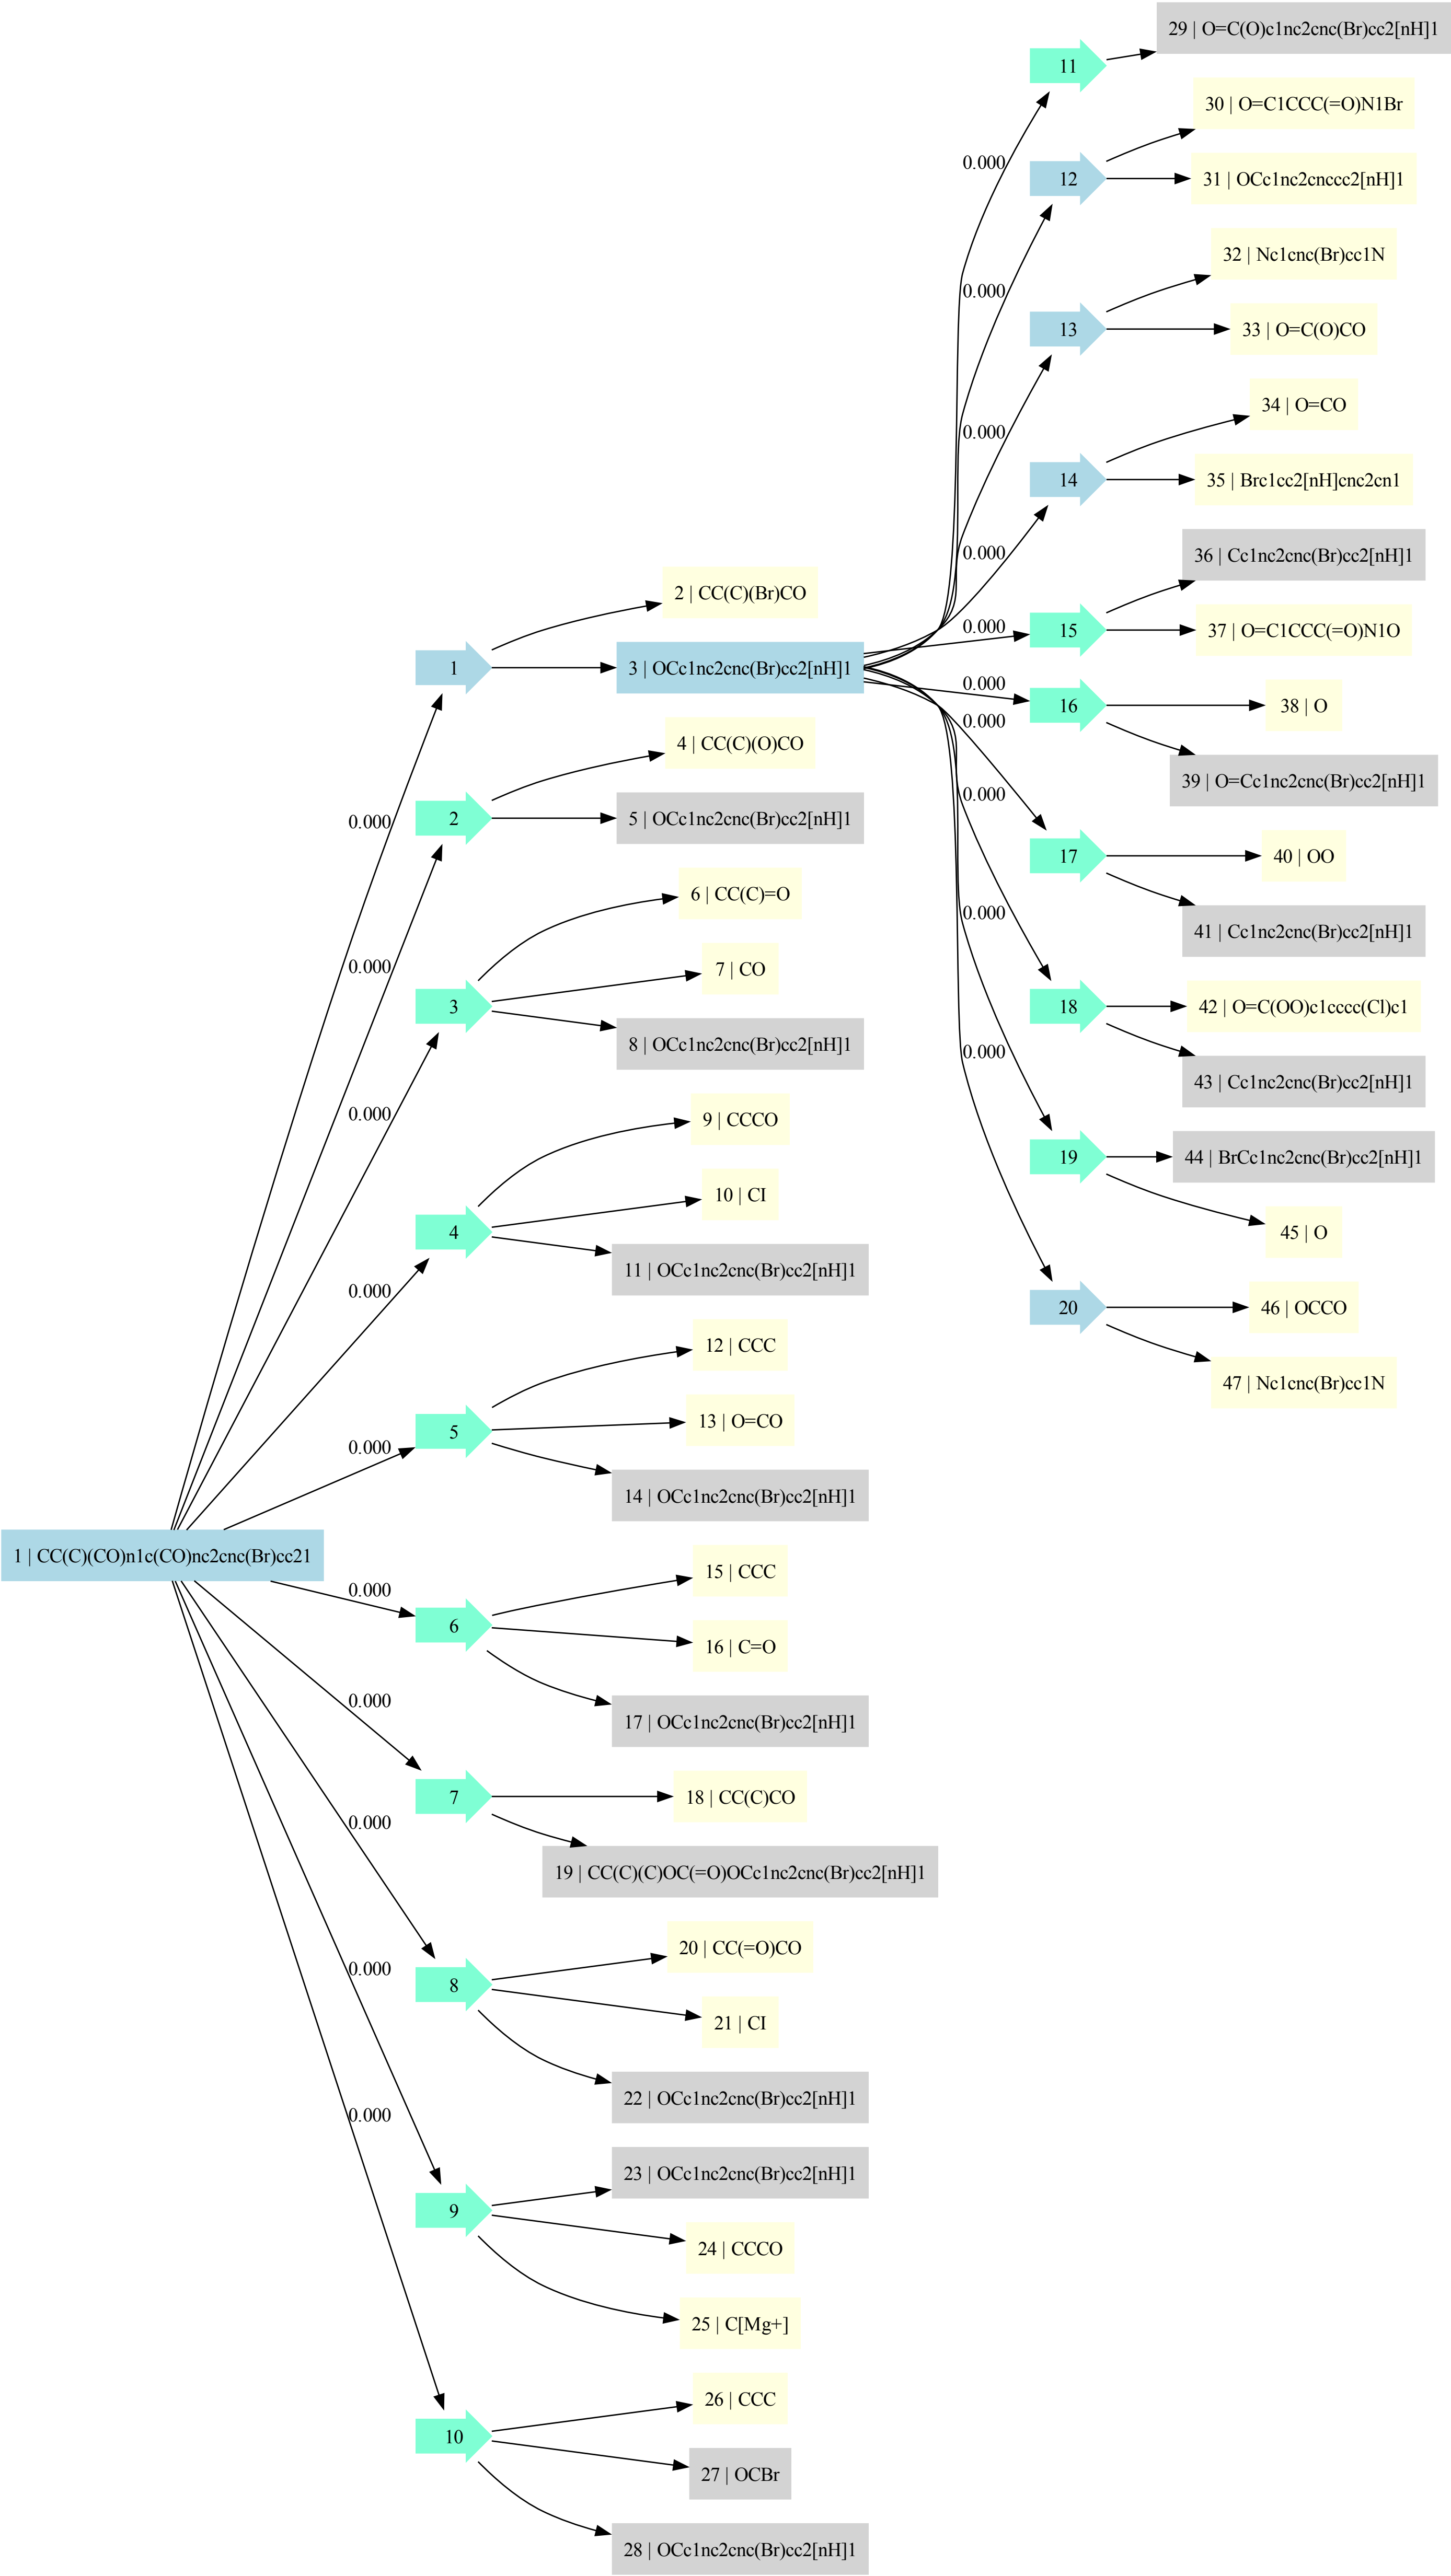 1 | CC(C)(CO)n1c(CO)nc2cnc(Br)cc21
0.000
0.000
0.000
0.000
0.000
0.000
0.000
0.000
0.000
0.000
1
2
3
4
5
6
7
8
9
10
2 | CC(C)(Br)CO
3 | OCc1nc2cnc(Br)cc2[nH]1
4 | CC(C)(O)CO
5 | OCc1nc2cnc(Br)cc2[nH]1
6 | CC(C)=O
7 | CO
8 | OCc1nc2cnc(Br)cc2[nH]1
9 | CCCO
10 | CI
11 | OCc1nc2cnc(Br)cc2[nH]1
12 | CCC
13 | O=CO
14 | OCc1nc2cnc(Br)cc2[nH]1
15 | CCC
16 | C=O
17 | OCc1nc2cnc(Br)cc2[nH]1
18 | CC(C)CO
19 | CC(C)(C)OC(=O)OCc1nc2cnc(Br)cc2[nH]1
20 | CC(=O)CO
21 | CI
22 | OCc1nc2cnc(Br)cc2[nH]1
23 | OCc1nc2cnc(Br)cc2[nH]1
24 | CCCO
25 | C[Mg+]
26 | CCC
27 | OCBr
28 | OCc1nc2cnc(Br)cc2[nH]1
0.000
0.000
0.000
0.000
0.000
0.000
0.000
0.000
0.000
0.000
11
12
13
14
15
16
17
18
19
20
29 | O=C(O)c1nc2cnc(Br)cc2[nH]1
30 | O=C1CCC(=O)N1Br
31 | OCc1nc2cnccc2[nH]1
32 | Nc1cnc(Br)cc1N
33 | O=C(O)CO
34 | O=CO
35 | Brc1cc2[nH]cnc2cn1
36 | Cc1nc2cnc(Br)cc2[nH]1
37 | O=C1CCC(=O)N1O
38 | O
39 | O=Cc1nc2cnc(Br)cc2[nH]1
40 | OO
41 | Cc1nc2cnc(Br)cc2[nH]1
42 | O=C(OO)c1cccc(Cl)c1
43 | Cc1nc2cnc(Br)cc2[nH]1
44 | BrCc1nc2cnc(Br)cc2[nH]1
45 | O
46 | OCCO
47 | Nc1cnc(Br)cc1N